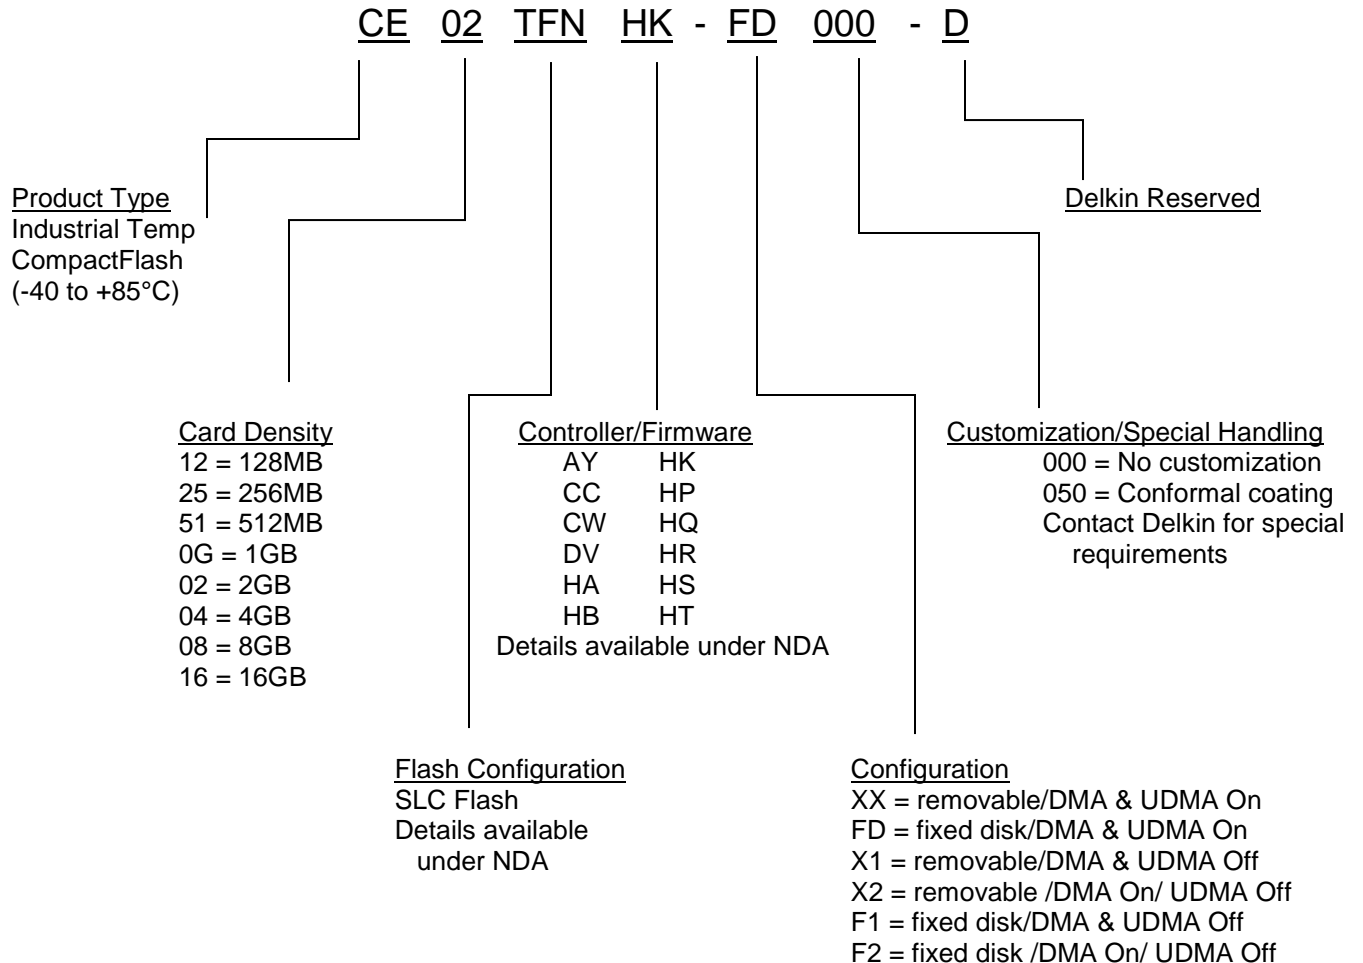 CE 02 TFN HK - FD 000 - D
Product Type
Industrial Temp
CompactFlash
(-40 to +85°C)
Delkin Reserved
Card Density
12 = 128MB
25 = 256MB
51 = 512MB
0G = 1GB
02 = 2GB
04 = 4GB
08 = 8GB
16 = 16GB
Controller/Firmware
AY HK
CC HP
CW HQ
DV HR
HA HS
HB HT
Details available under NDA
Customization/Special Handling
000 = No customization
050 = Conformal coating
Contact Delkin for special
requirements
Flash Configuration
SLC Flash
Details available
under NDA
Configuration
XX = removable/DMA & UDMA On
FD = fixed disk/DMA & UDMA On
X1 = removable/DMA & UDMA Off
X2 = removable /DMA On/ UDMA Off
F1 = fixed disk/DMA & UDMA Off
F2 = fixed disk /DMA On/ UDMA Off